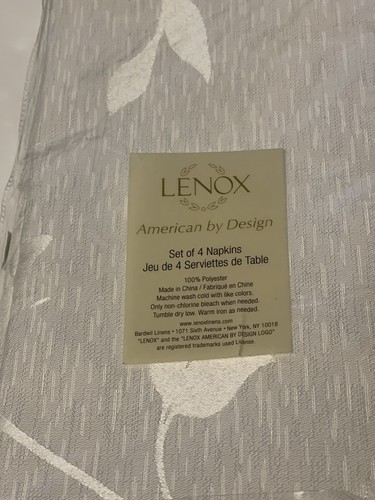 LENOX
American by Design
Set of 4 Napkins
Jeu de 4 Serviettes de Table
100% Polyester
Made in China / Fabriqué en Chine
Machine wash cold with like colors.
Only non-chlorine bleach when needed.
Tumble dry low. Warm iron as needed.
www.lenoxlinens.com
Bardwil Linens • 1071 Sixth Avenue • New York, NY 10018
"LENOX" and the "LENOX AMERICAN BY DESIGN LOGO"
are registered trademarks used License.